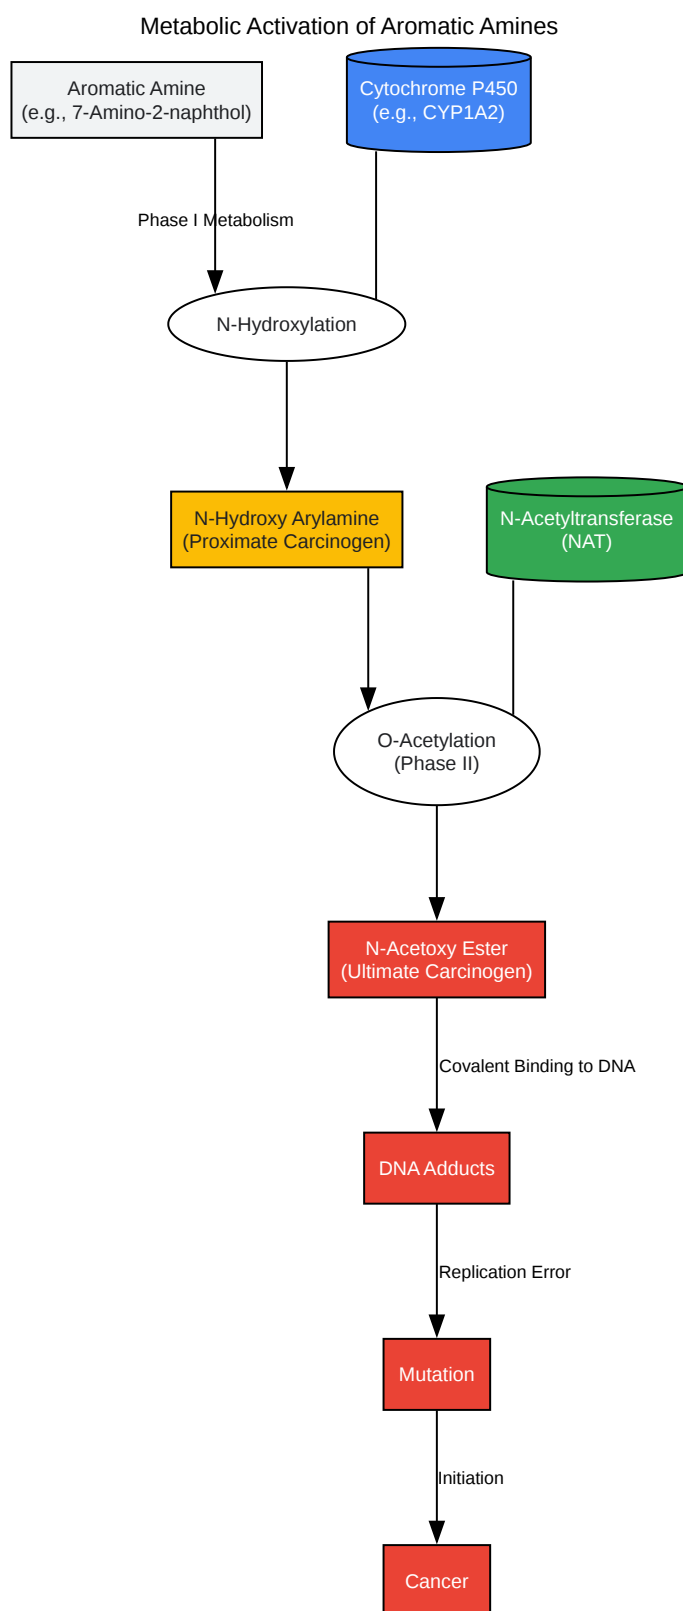 Metabolic Activation of Aromatic Amines
Aromatic Amine
(e.g., 7-Amino-2-naphthol)
Cytochrome P450
(e.g., CYP1A2)
Phase I Metabolism
N-Hydroxylation
N-Hydroxy Arylamine
(Proximate Carcinogen)
N-Acetyltransferase
(NAT)
O-Acetylation
(Phase II)
N-Acetoxy Ester
(Ultimate Carcinogen)
Covalent Binding to DNA
DNA Adducts
Replication Error
Mutation
Initiation
Cancer